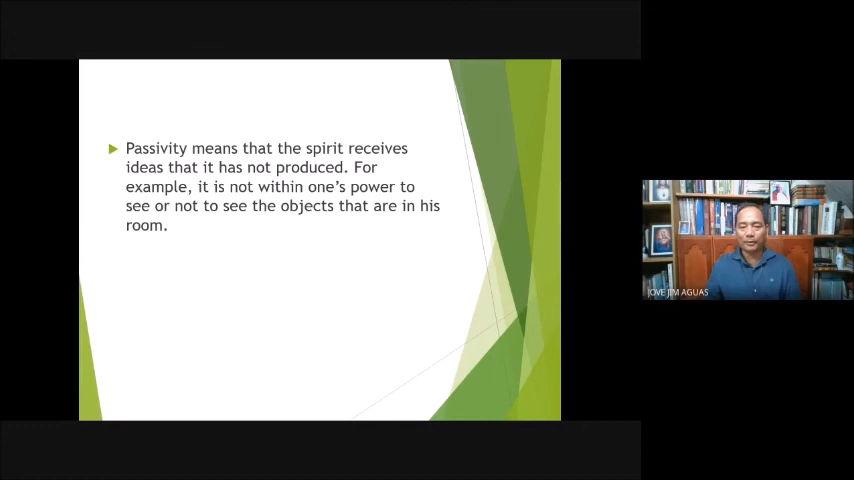 Passivity means that the spirit receives
ideas that it has not produced. For
example, it is not within one's power to
see or not to see the objects that are in his
room.
JOVE JIM AGUAS